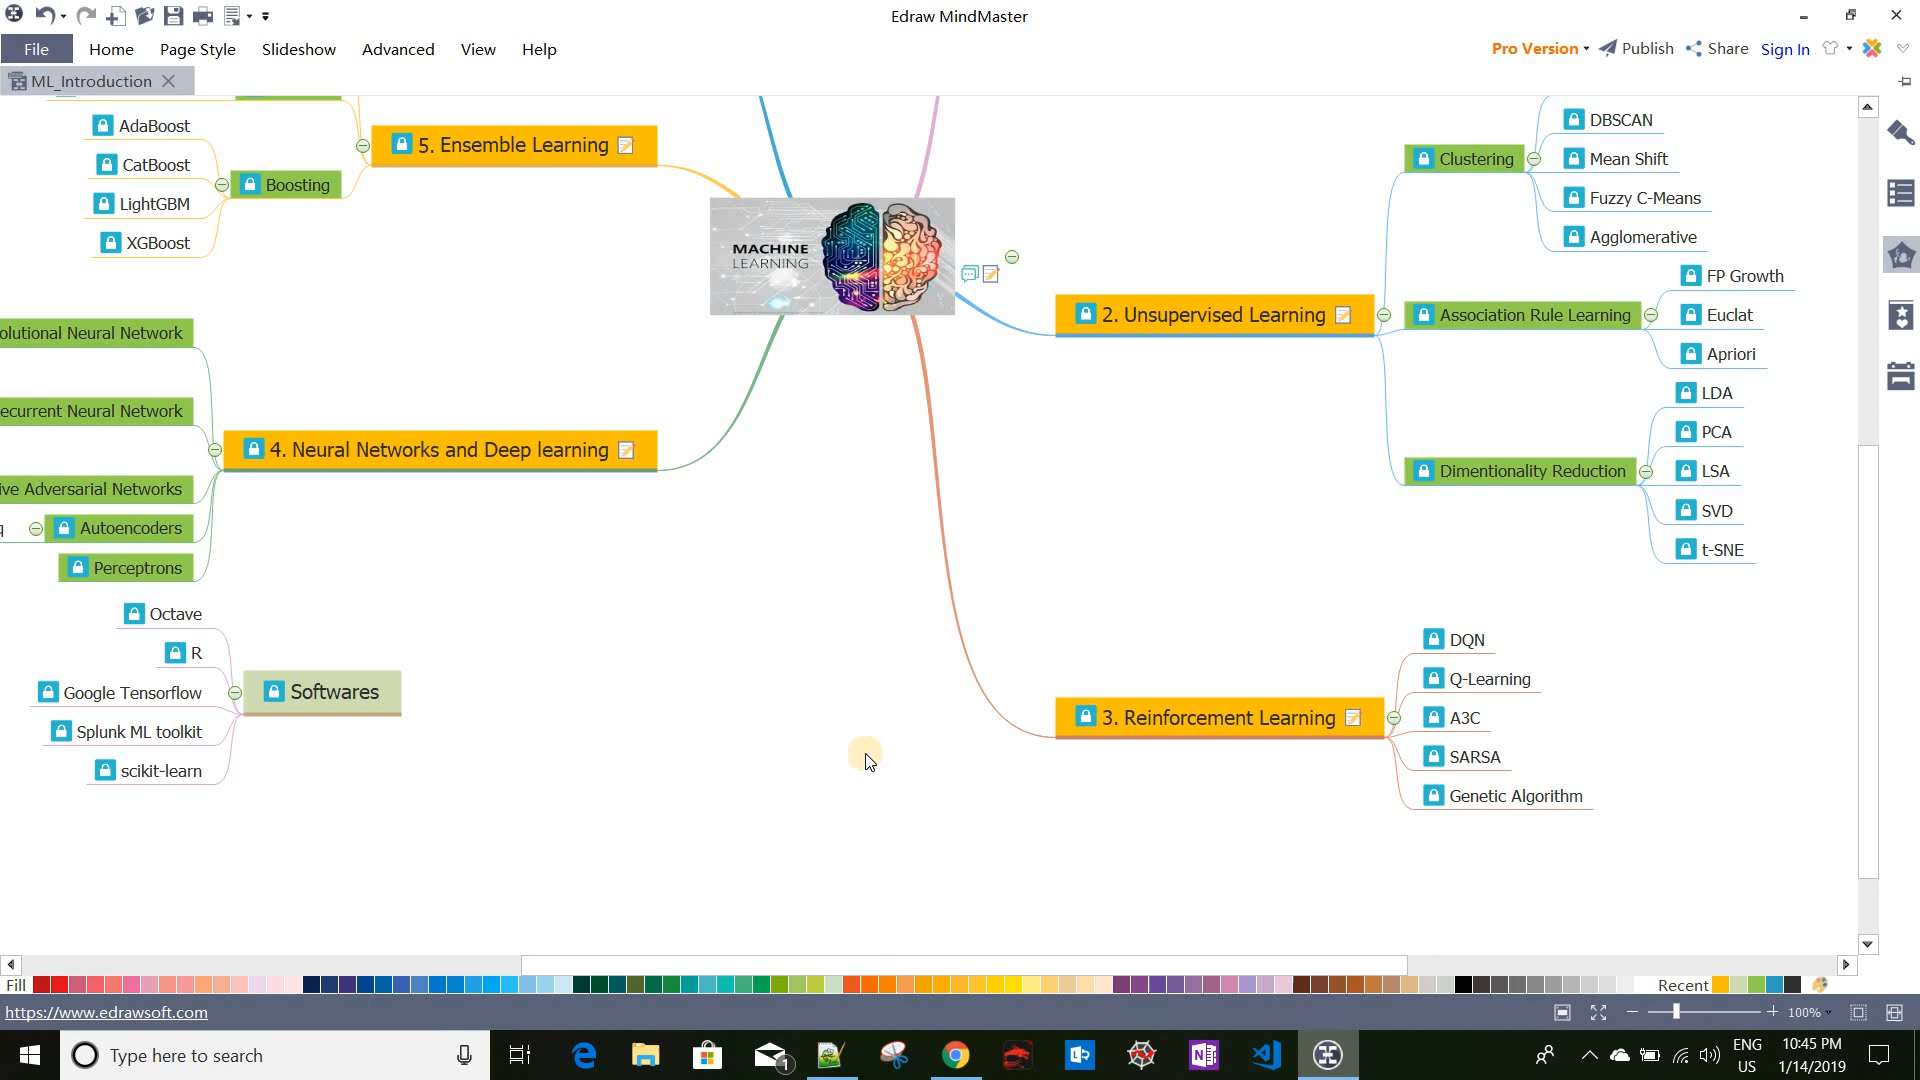 Edraw MindMaster
File Home Page Style Slideshow Advanced View Help
Pro Version Publish Share Sign In
ML_Introduction
AdaBoost
CatBoost
LightGBM
XGBoost
Boosting
5. Ensemble Learning
MACHINE
LEARNING
olutional Neural Network
ecurrent Neural Network
ive Adversarial Networks
q
Autoencoders
Perceptrons
4. Neural Networks and Deep learning
Octave
R
Google Tensorflow
Splunk ML toolkit
scikit-learn
Softwares
2. Unsupervised Learning
Clustering
DBSCAN
Mean Shift
Fuzzy C-Means
Agglomerative
Association Rule Learning
FP Growth
Euclat
Apriori
Dimentionality Reduction
LDA
PCA
LSA
SVD
t-SNE
3. Reinforcement Learning
DQN
Q-Learning
A3C
SARSA
Genetic Algorithm
Fill
Recent
https://www.edrawsoft.com
100%
Type here to search
1
ENG
US
10:45 PM
1/14/2019